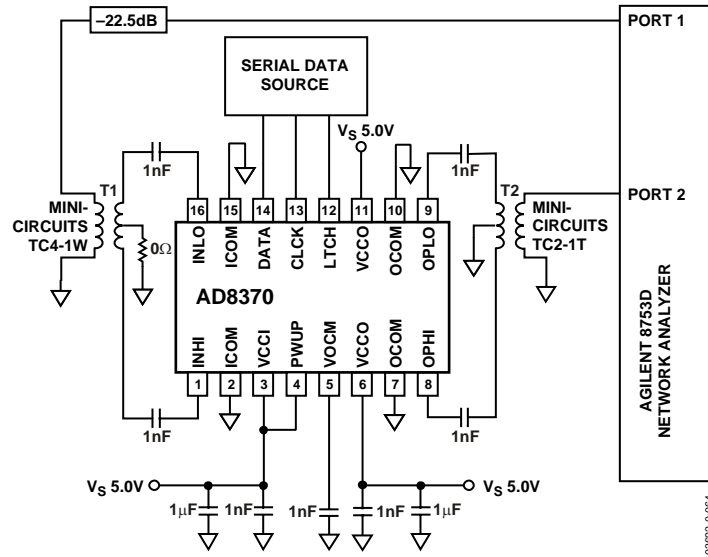 –22.5dB
PORT 1
SERIAL DATA
SOURCE
VS 5.0V
1nF
1nF
T1
T2
PORT 2
MINI-
CIRCUITS
TC4-1W
0Ω
MINI-
CIRCUITS
TC2-1T
16 15 14 13 12 11 10 9
INLO ICOM DATA CLCK LTCH VCCO OCOM OPLO
AD8370
INHI ICOM VCCI PWUP VOCM VCCO OCOM OPHI
1 2 3 4 5 6 7 8
AGILENT 8753D
NETWORK ANALYZER
1nF
1nF
VS 5.0V
VS 5.0V
1μF 1nF 1nF 1nF 1μF